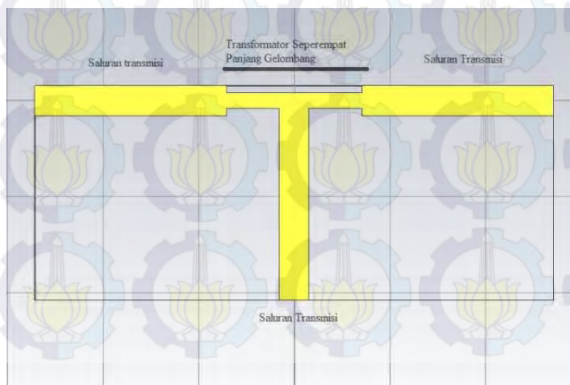 Transformator Seperempat
Panjang Gelombang
Saluran transmisi
Saluran Transmisi
Saluran Transmisi